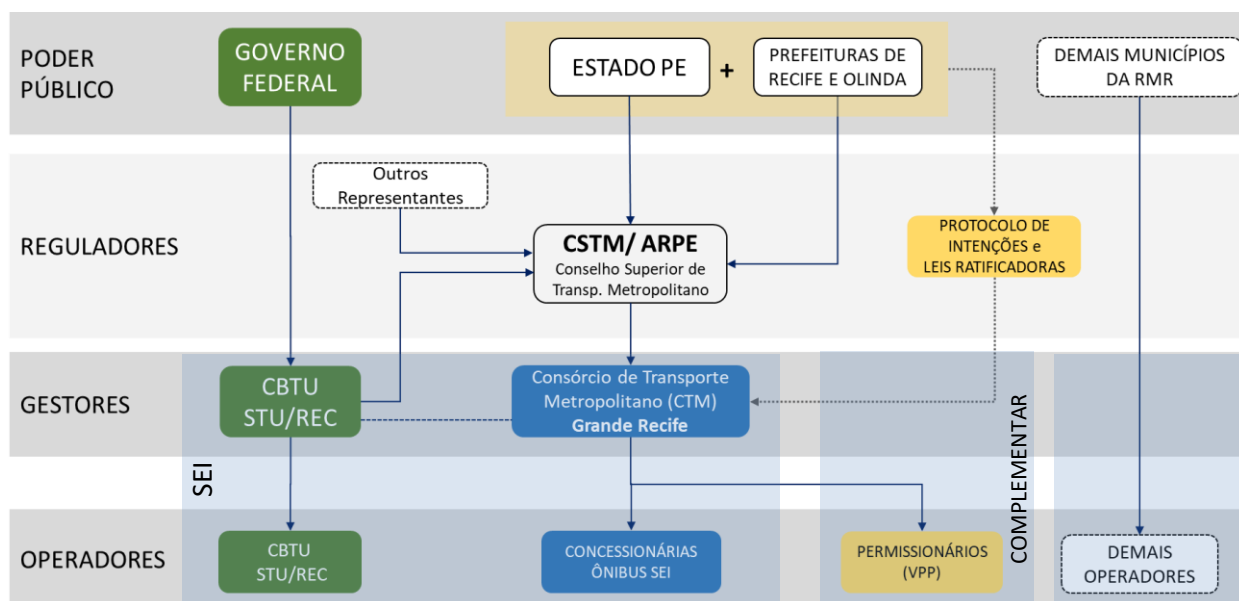 PODER
PÚBLICO
GOVERNO
FEDERAL
ESTADO PE
+
PREFEITURAS DE
RECIFE E OLINDA
DEMAIS MUNICÍPIOS
DA RMR
REGULADORES
Outros
Representantes
CSTM/ ARPE
Conselho Superior de
Transp. Metropolitano
PROTOCOLO DE
INTENÇÕES e
LEIS RATIFICADORAS
GESTORES
CBTU
STU/REC
Consórcio de Transporte
Metropolitano (CTM)
Grande Recife
SEI
COMPLEMENTAR
OPERADORES
CBTU
STU/REC
CONCESSIONÁRIAS
ÔNIBUS SEI
PERMISSIONÁRIOS
(VPP)
DEMAIS
OPERADORES